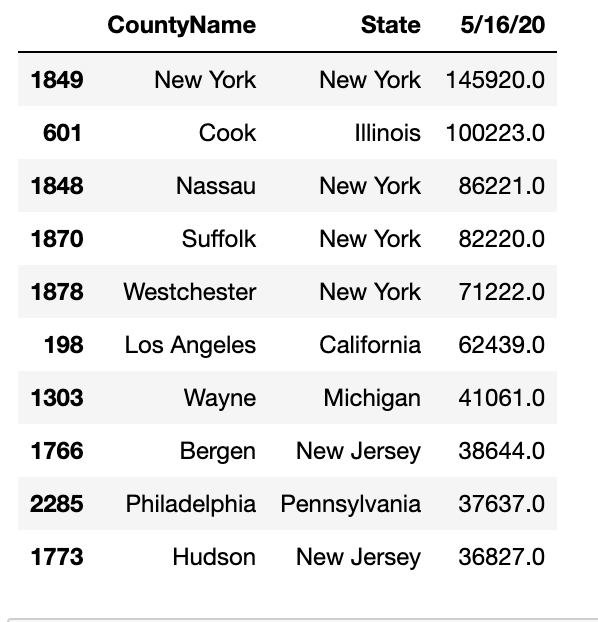 CountyName State 5/16/20
1849 New York New York 145920.0
601 Cook Illinois 100223.0
1848 Nassau New York 86221.0
1870 Suffolk New York 82220.0
1878 Westchester New York 71222.0
198 Los Angeles California 62439.0
1303 Wayne Michigan 41061.0
1766 Bergen New Jersey 38644.0
2285 Philadelphia Pennsylvania 37637.0
1773 Hudson New Jersey 36827.0